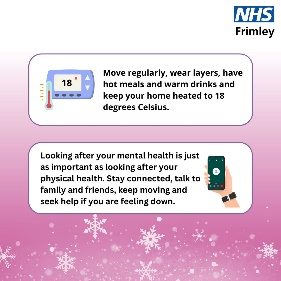 NHS
Frimley
18
Move regularly, wear layers, have
hot meals and warm drinks and
keep your home heated to 18
degrees Celsius.
Looking after your mental health is just
as important as looking after your
physical health. Stay connected, talk to
family and friends, keep moving and
seek help if you are feeling down.